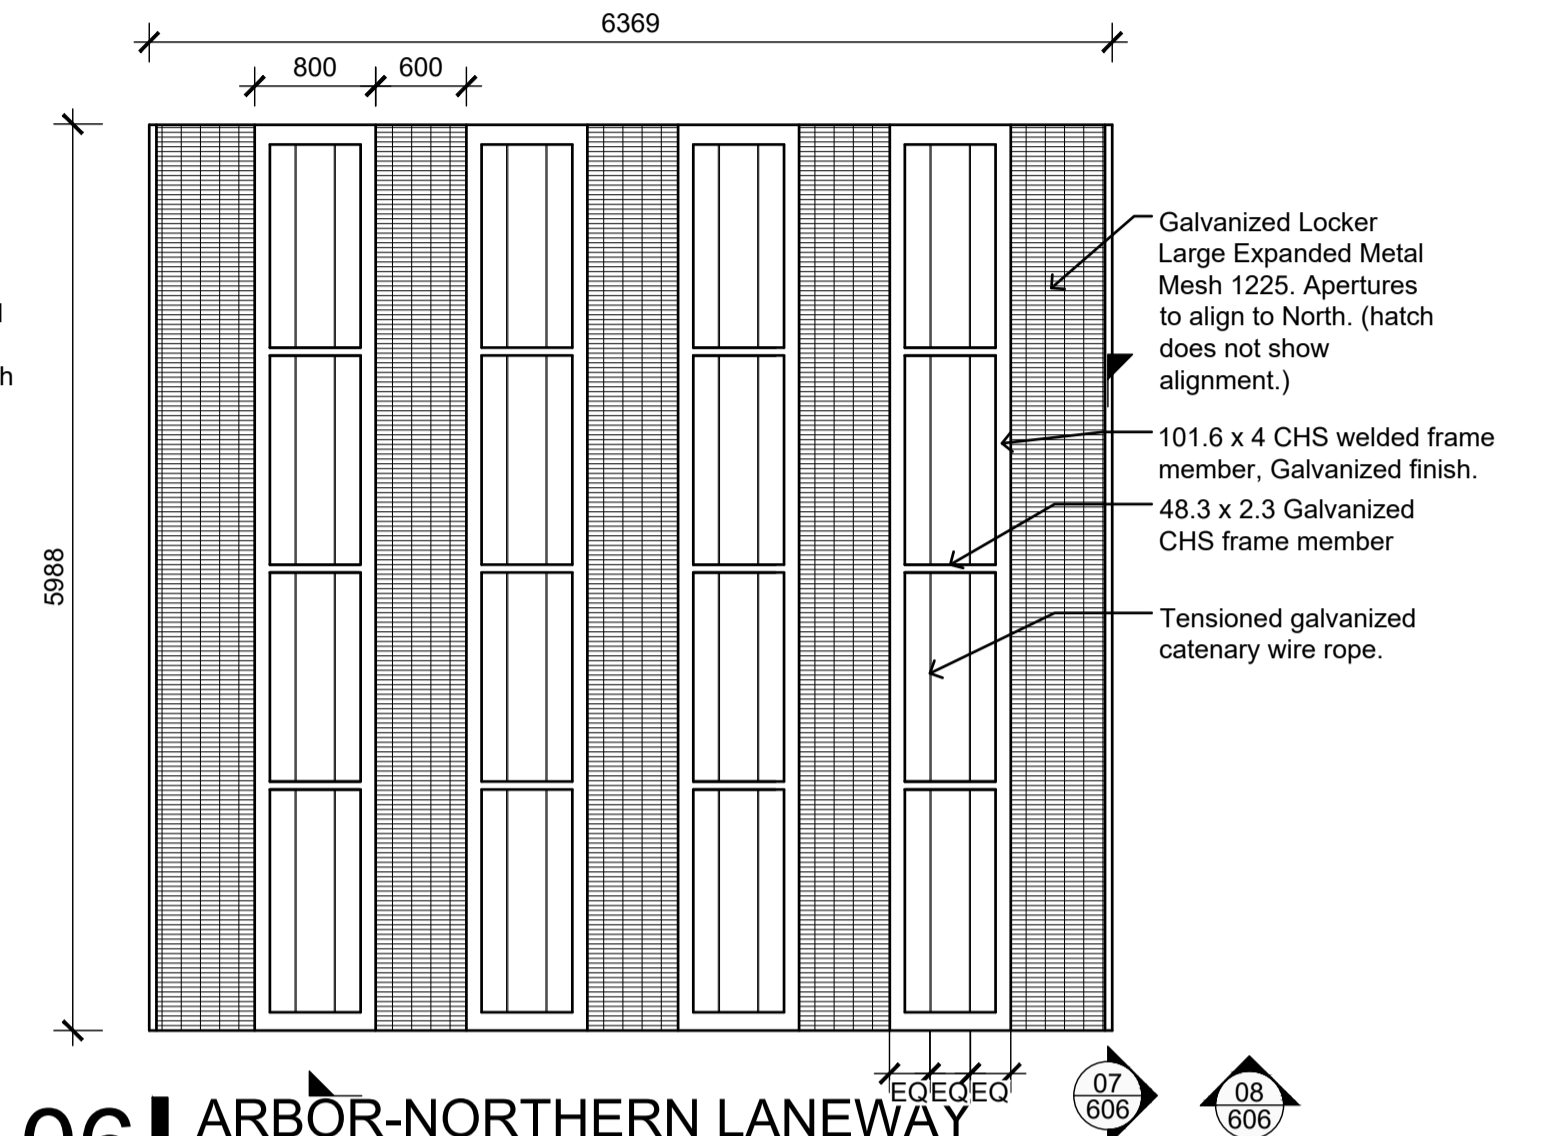 6369
800
600
5988
Galvanized Locker
Large Expanded Metal
Mesh 1225. Apertures
to align to North. (hatch
does not show
alignment.)
101.6 x 4 CHS welded frame
member, Galvanized finish.
48.3 x 2.3 Galvanized
CHS frame member
Tensioned galvanized
catenary wire rope.
EQ EQ EQ
07
606
08
606
06 ARBOR-NORTHERN LANEWAY